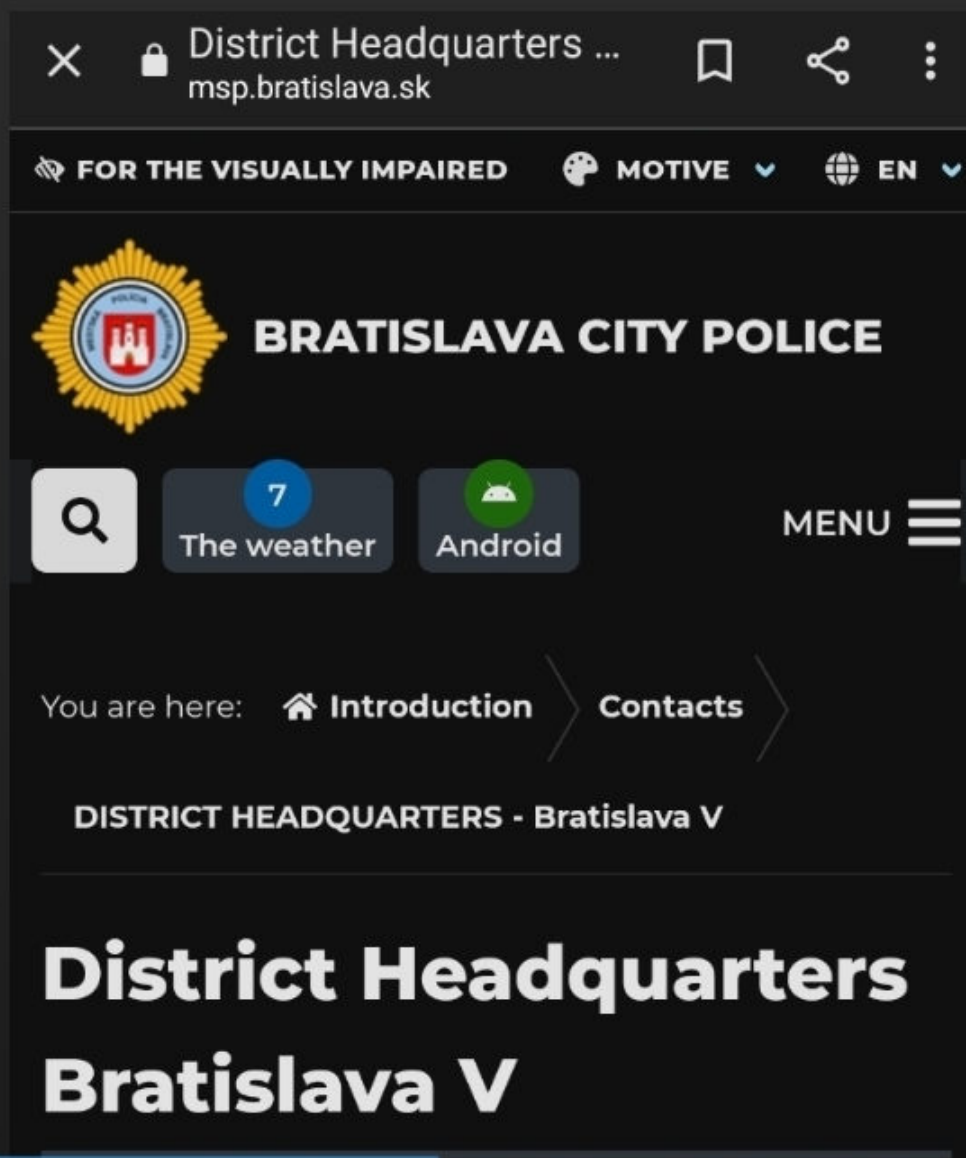 District Headquarters ...
msp.bratislava.sk
FOR THE VISUALLY IMPAIRED MOTIVE EN
POLÍCIA
BRATISLAVA CITY POLICE
7
The weather Android MENU
You are here: Introduction Contacts
DISTRICT HEADQUARTERS - Bratislava V
District Headquarters
Bratislava V